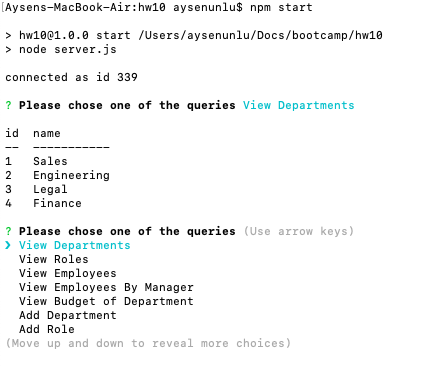 [Aysens-MacBook-Air:hw10 aysenunlu$ npm start
> hw10@1.0.0 start /Users/aysenunlu/Docs/bootcamp/hw10
> node server.js
connected as id 339
? Please chose one of the queries View Departments
id  name
--  -----------
1   Sales
2   Engineering
3   Legal
4   Finance
? Please chose one of the queries (Use arrow keys)
❯ View Departments
  View Roles
  View Employees
  View Employees By Manager
  View Budget of Department
  Add Department
  Add Role
(Move up and down to reveal more choices)